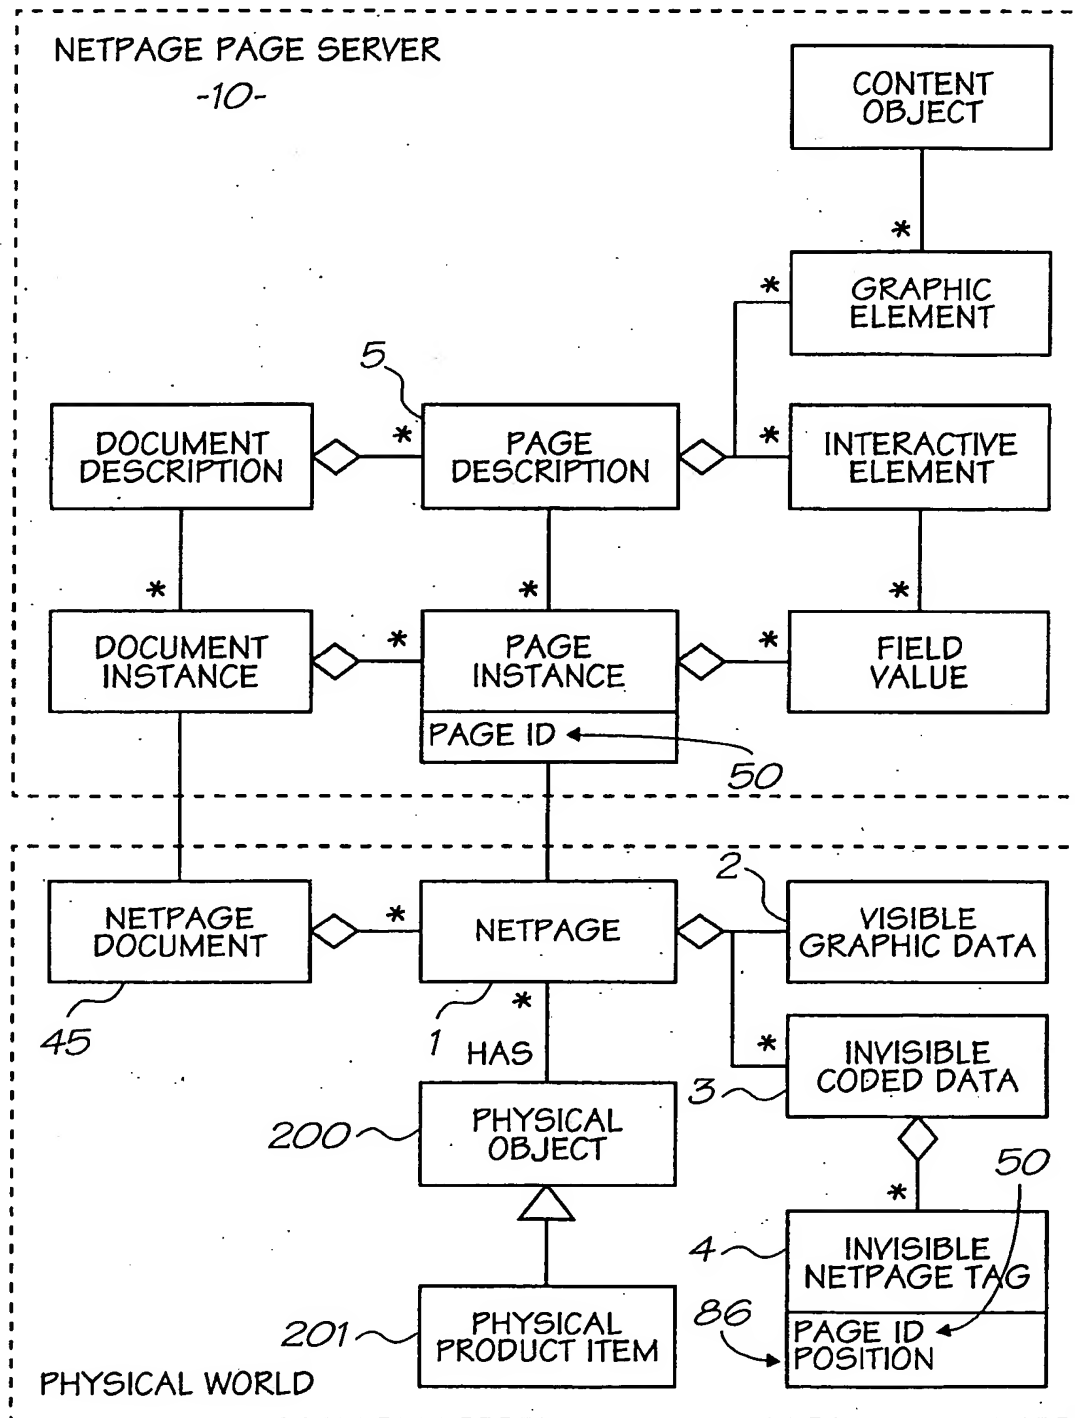 NETPAGE PAGE SERVER
-10-
CONTENT
OBJECT
*
*
GRAPHIC
ELEMENT
5
DOCUMENT
DESCRIPTION
*
PAGE
DESCRIPTION
*
INTERACTIVE
ELEMENT
*
*
*
DOCUMENT
INSTANCE
*
PAGE
INSTANCE
*
FIELD
VALUE
PAGE ID
50
NETPAGE
DOCUMENT
*
NETPAGE
2
VISIBLE
GRAPHIC DATA
45
1
*
HAS
*
3
INVISIBLE
CODED DATA
200
PHYSICAL
OBJECT
50
*
4
INVISIBLE
NETPAGE TAG
201
PHYSICAL
PRODUCT ITEM
86
PAGE ID
POSITION
PHYSICAL WORLD